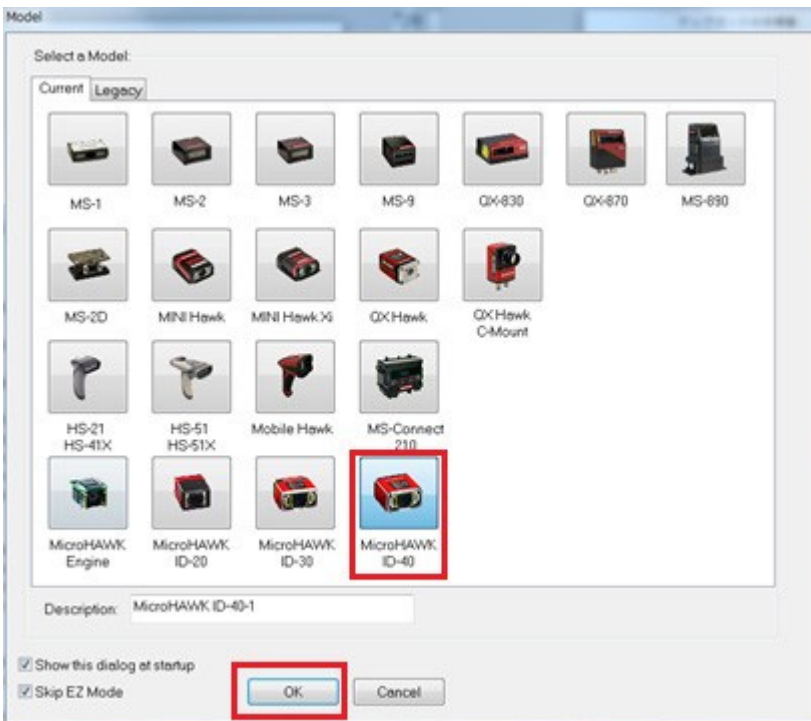 Model
Select a Model:
Current Legacy
MS-1 MS-2 MS-3 MS-9 QX-830 QX-870 MS-890
MS-2D MINI Hawk MINI Hawk Xi QX Hawk QX Hawk
C-Mount
HS-21 HS-51 Mobile Hawk MS-Connect
HS-41X HS-51X 210
MicroHAWK MicroHAWK MicroHAWK MicroHAWK
Engine ID-20 ID-30 ID-40
Description: MicroHAWK ID-40-1
Show this dialog at startup
Skip EZ Mode OK Cancel